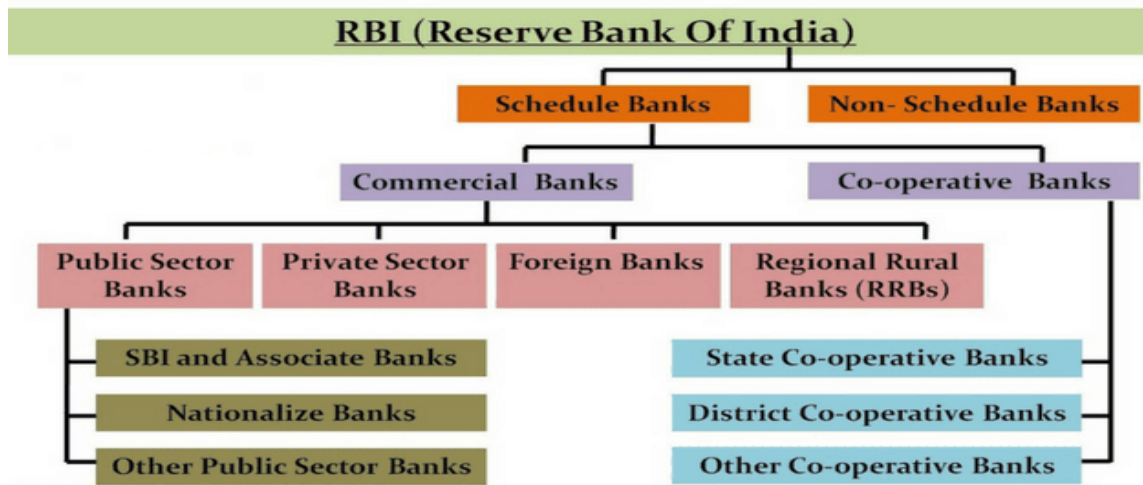 RBI (Reserve Bank Of India)
Schedule Banks
Non- Schedule Banks
Commercial Banks
Co-operative Banks
Public Sector
Banks
Private Sector
Banks
Foreign Banks
Regional Rural
Banks (RRBs)
SBI and Associate Banks
Nationalize Banks
Other Public Sector Banks
State Co-operative Banks
District Co-operative Banks
Other Co-operative Banks